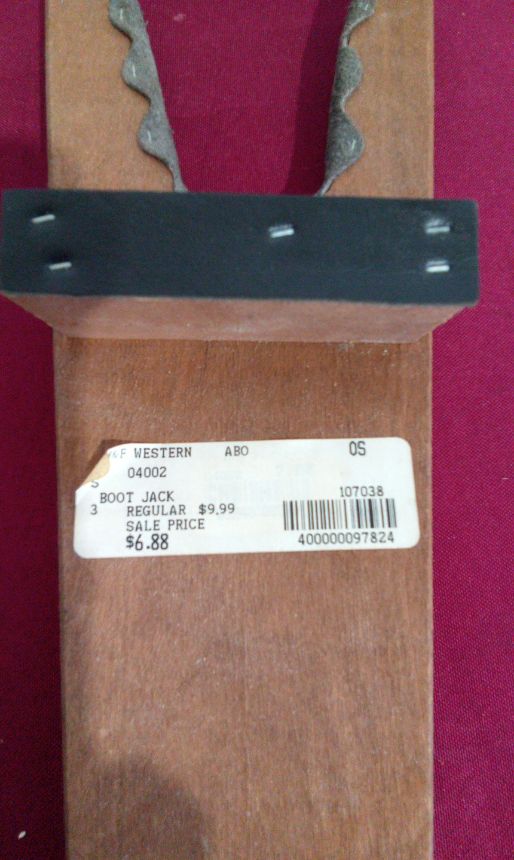 WESTERN ABO OS
04002
S
BOOT JACK 107038
3 REGULAR $9.99
SALE PRICE
$6.88 400000097824